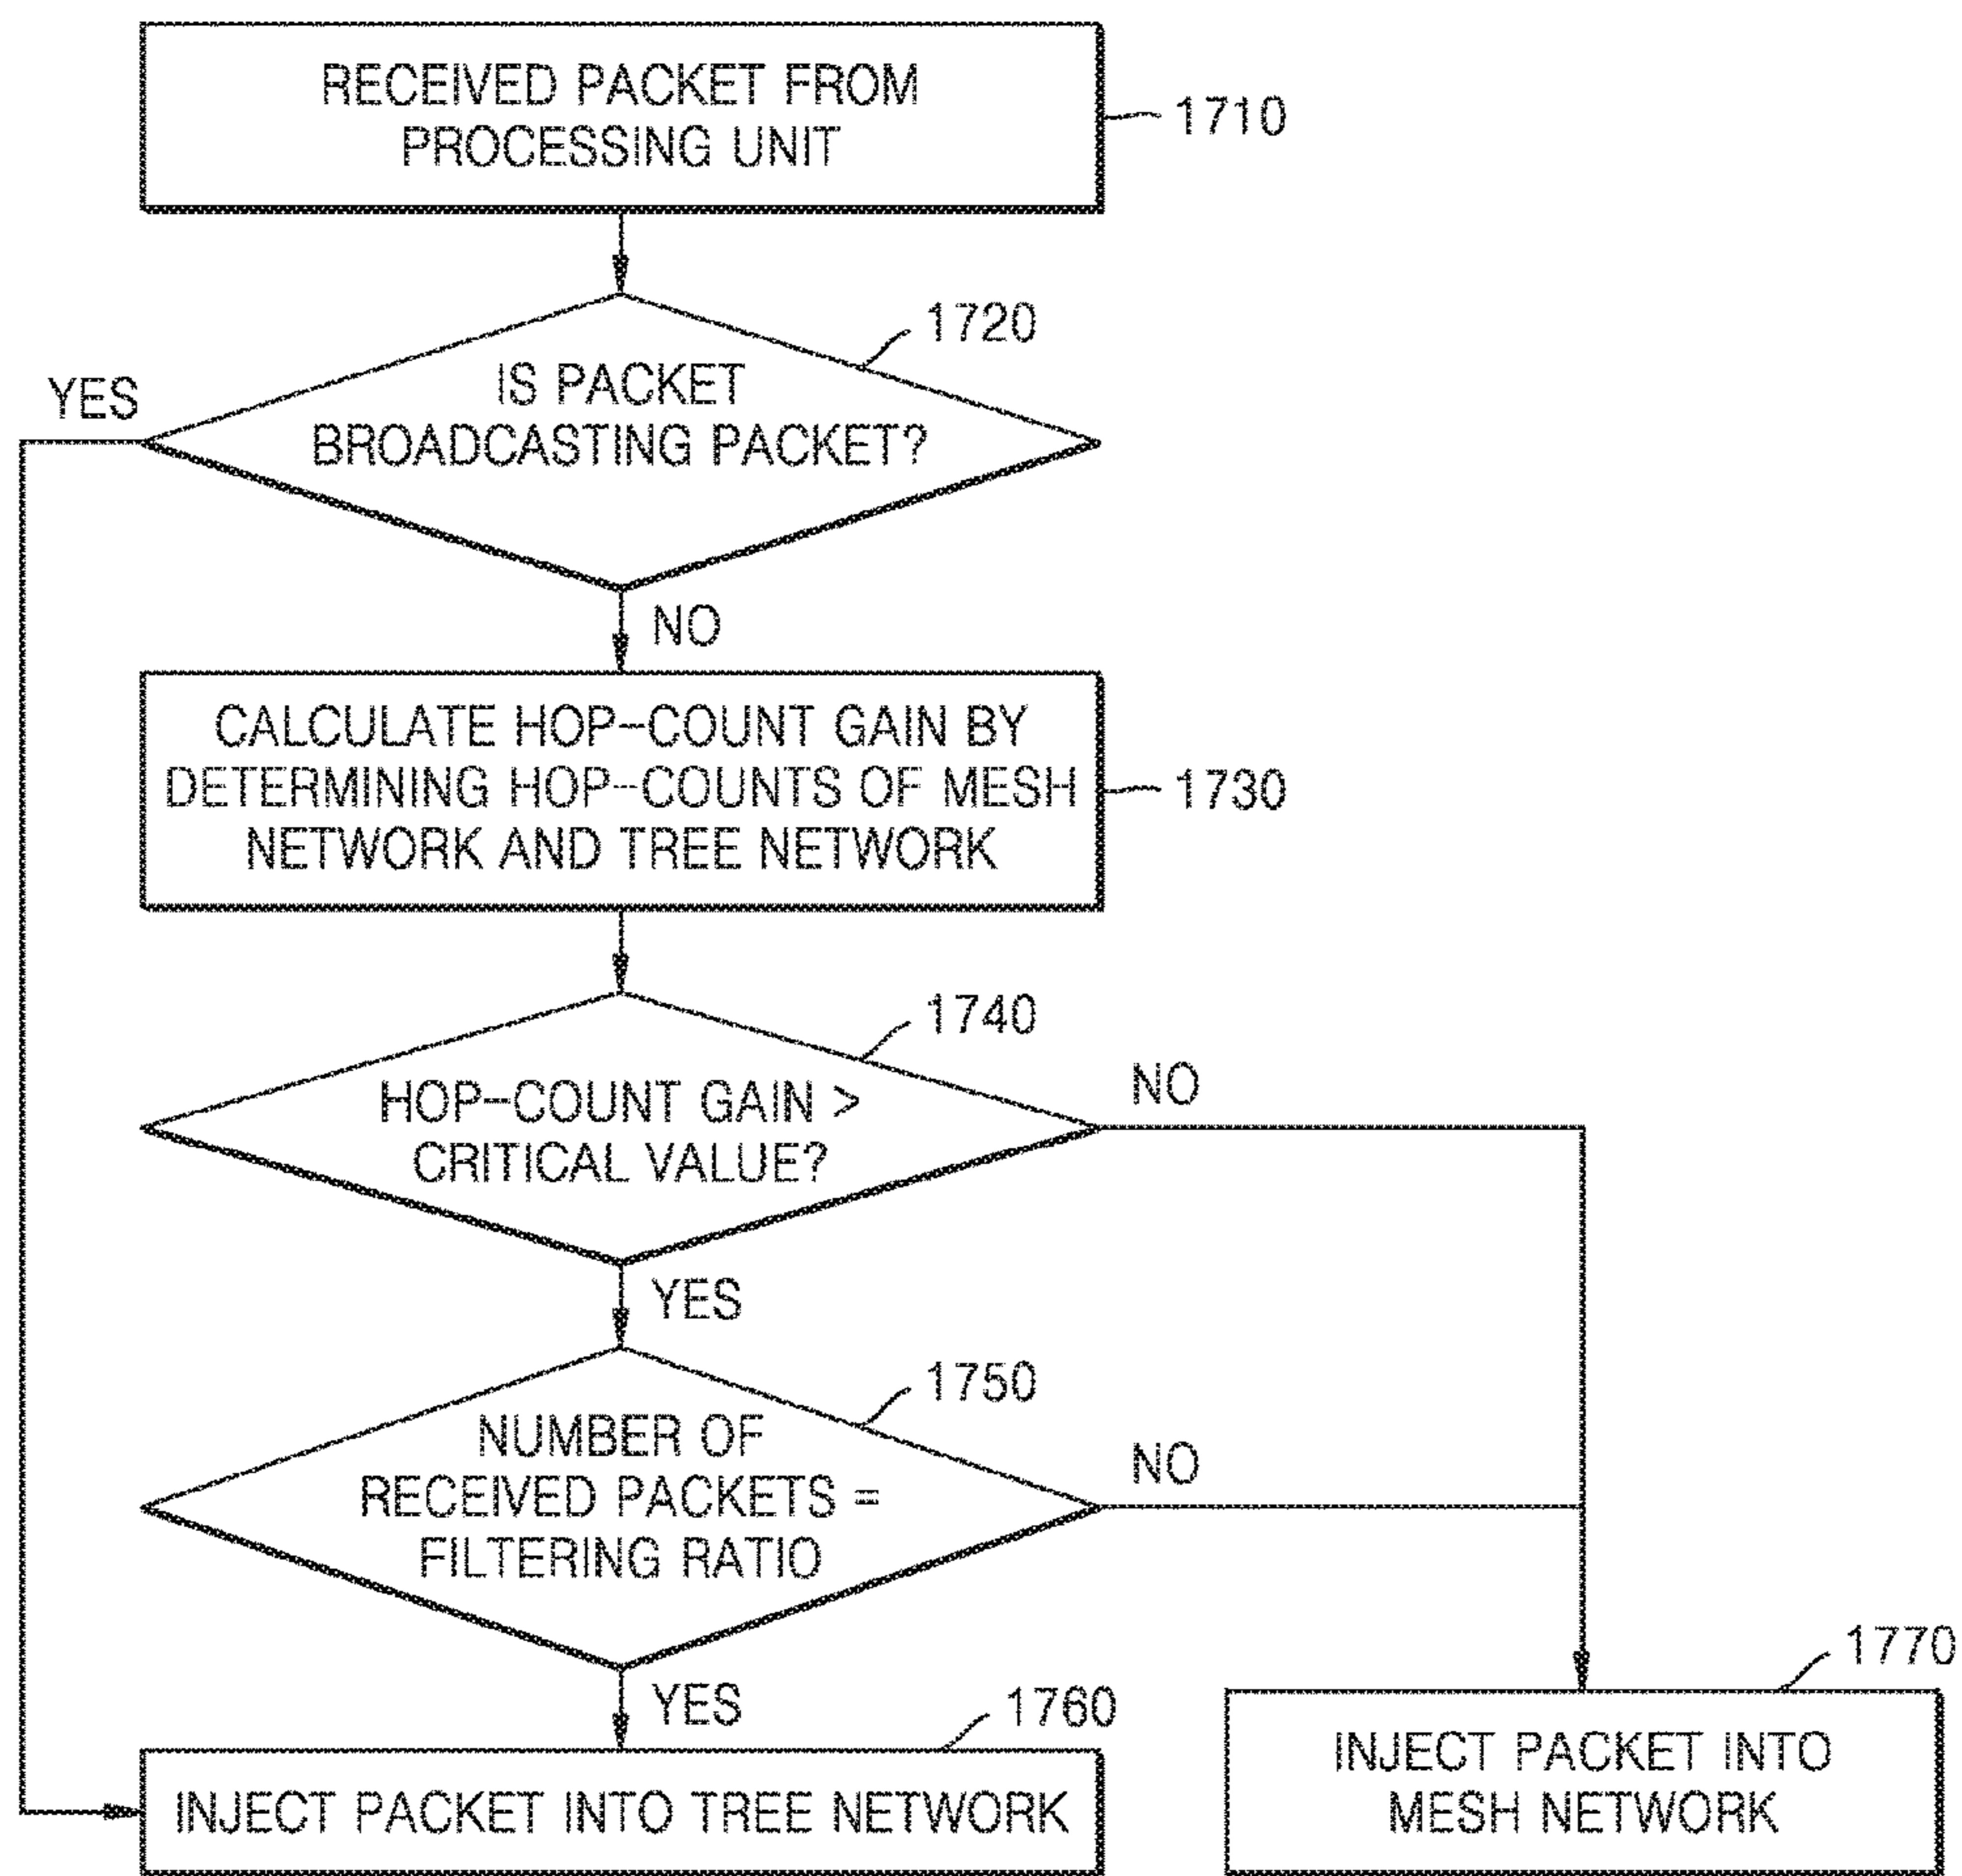 RECEIVED PACKET FROM
PROCESSING UNIT
1710
1720
YES
IS PACKET
BROADCASTING PACKET?
NO
CALCULATE HOP-COUNT GAIN BY
DETERMINING HOP-COUNTS OF MESH
NETWORK AND TREE NETWORK
1730
1740
NO
HOP-COUNT GAIN >
CRITICAL VALUE?
YES
1750
NUMBER OF
RECEIVED PACKETS =
FILTERING RATIO
NO
YES
1760
1770
INJECT PACKET INTO TREE NETWORK
INJECT PACKET INTO
MESH NETWORK